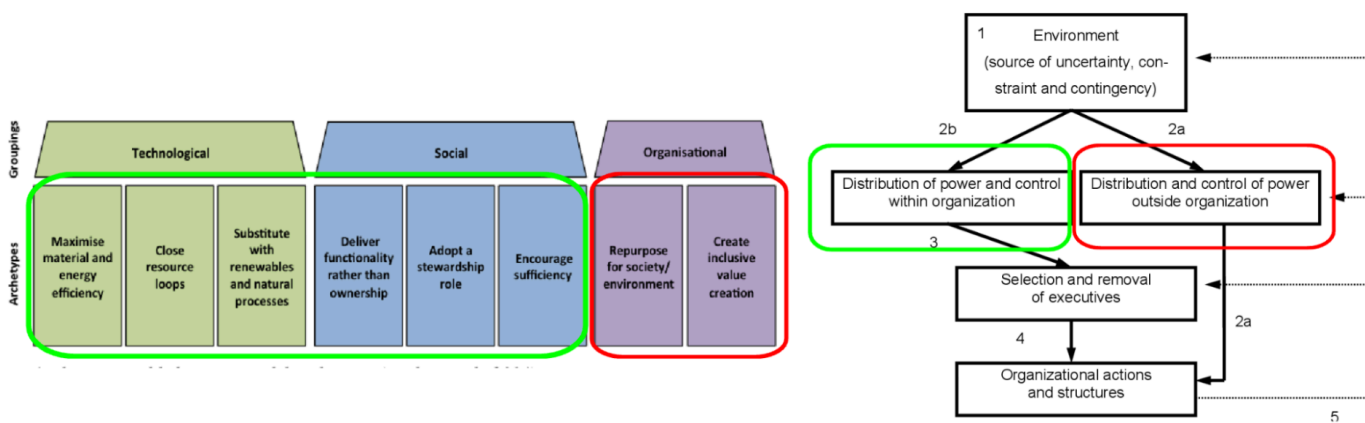 Groupings
Technological
Social
Organisational
Archetypes
Maximise
material and
energy
efficiency
Close
resource
loops
Substitute
with
renewables
and natural
processes
Deliver
functionality
rather than
ownership
Adopt a
stewardship
role
Encourage
sufficiency
Repurpose
for society/
environment
Create
inclusive
value
creation
1
Environment
(source of uncertainty, con-
straint and contingency)
2b
2a
Distribution of power and control
within organization
Distribution and control of power
outside organization
3
Selection and removal
of executives
2a
4
Organizational actions
and structures
5